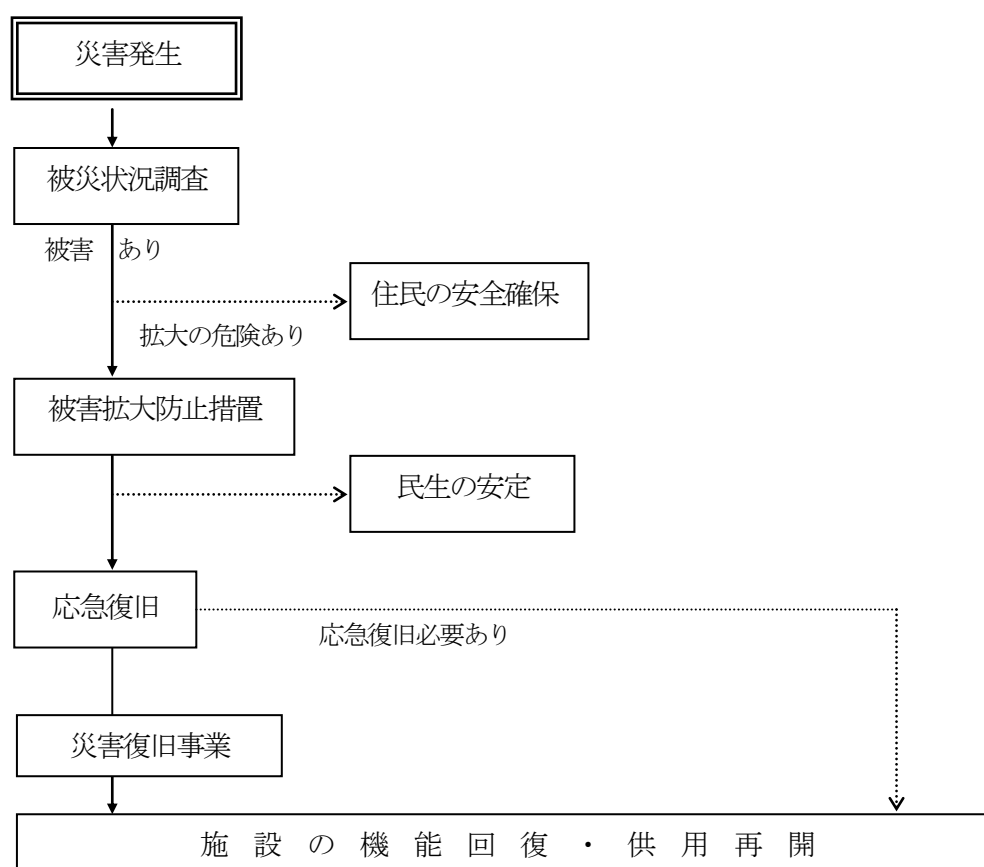 災害発生
被災状況調査
被害 あり
住民の安全確保
拡大の危険あり
被害拡大防止措置
民生の安定
応急復旧
応急復旧必要あり
災害復旧事業
施設の機能回復・供用再開